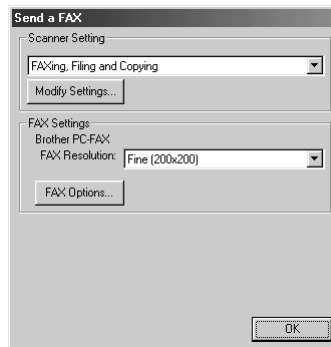 Send a FAX
Scanner Setting
FAXing, Filing and Copying
Modify Settings...
FAX Settings
Brother PC-FAX
FAX Resolution: Fine (200x200)
FAX Options...
OK